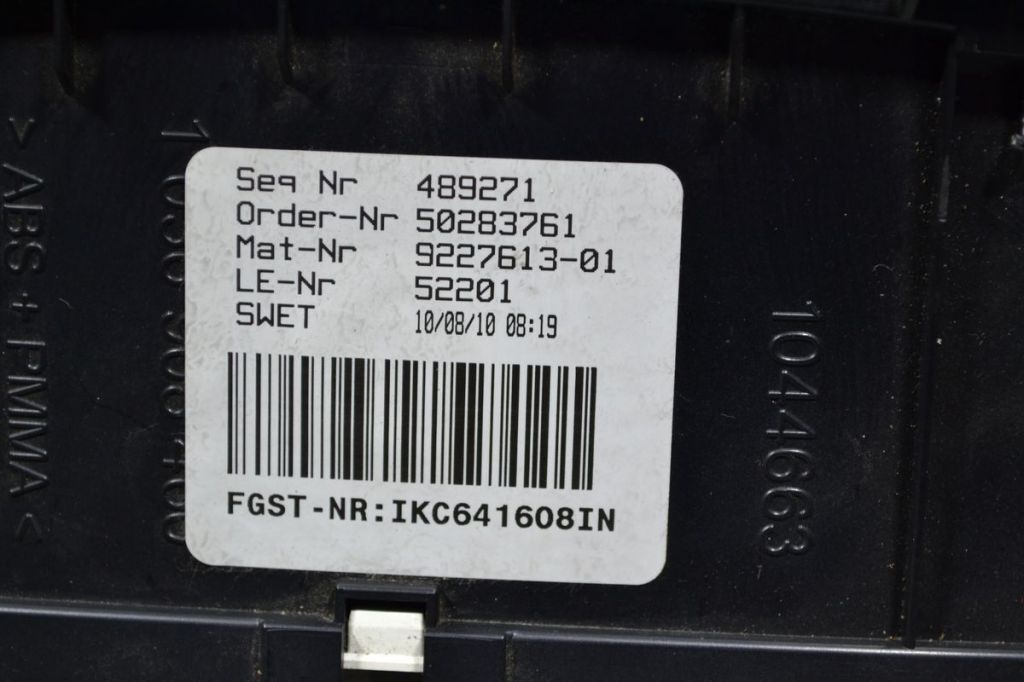 Seq Nr 489271
Order-Nr 50283761
Mat-Nr 9227613-01
LE-Nr 52201
SWET 10/08/10 08:19
FGST-NR:IKC641608IN
>ABS + PMMA<
1044663